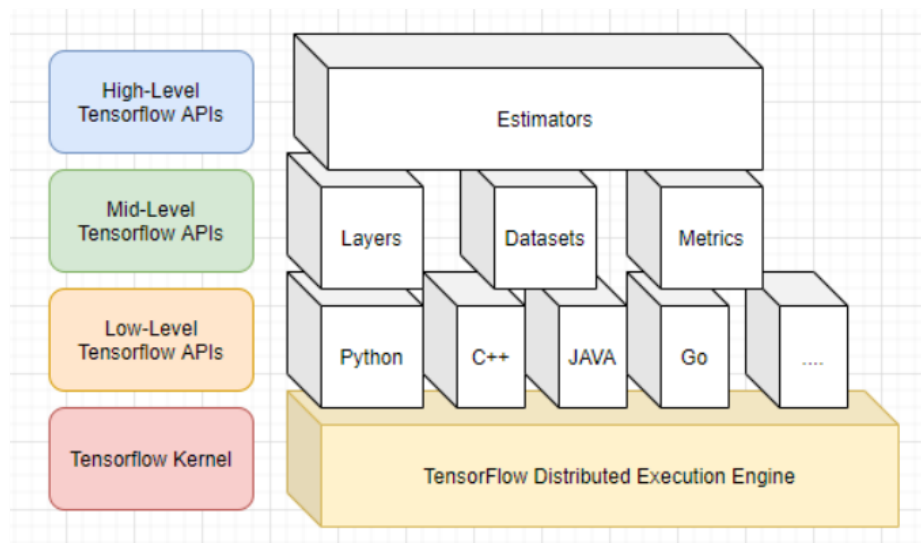 High-Level
Tensorflow APIs
Estimators
Mid-Level
Tensorflow APIs
Layers
Datasets
Metrics
Low-Level
Tensorflow APIs
Python
C++
JAVA
Go
....
Tensorflow Kernel
TensorFlow Distributed Execution Engine